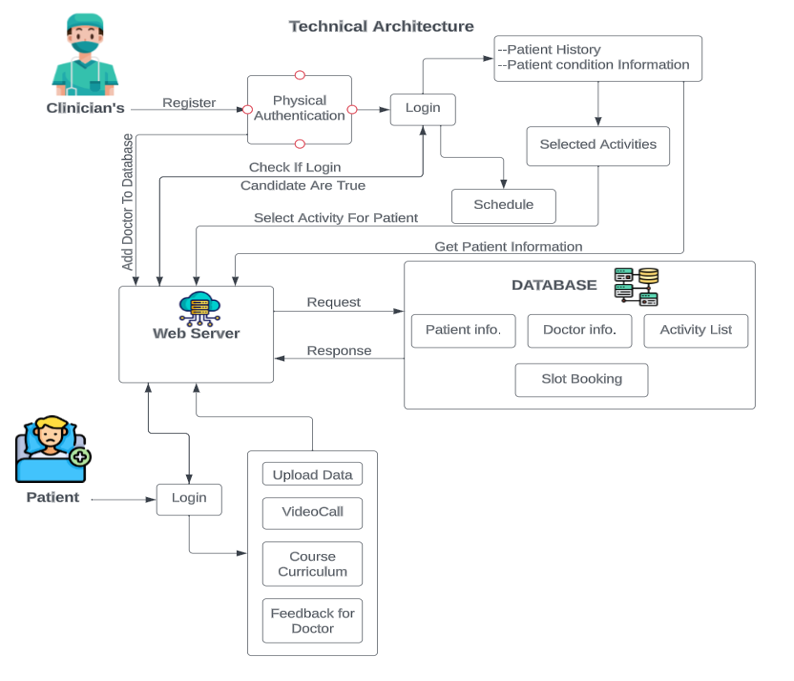 Technical Architecture
--Patient History
--Patient condition Information
Clinician's
Register
Physical
Authentication
Login
Add Doctor To Database
Check If Login
Candidate Are True
Selected Activities
Schedule
Select Activity For Patient
Get Patient Information
Web Server
Request
Response
DATABASE
Patient info.
Doctor info.
Activity List
Slot Booking
Patient
Login
Upload Data
VideoCall
Course
Curriculum
Feedback for
Doctor